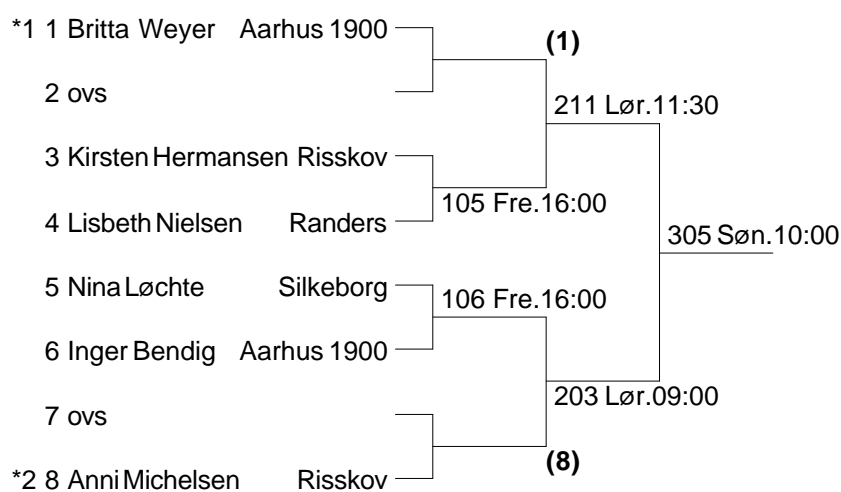 *1 1 Britta Weyer Aarhus 1900
(1)
2 ovs
211 Lør.11:30
3 Kirsten Hermansen Risskov
105 Fre.16:00
4 Lisbeth Nielsen Randers
305 Søn.10:00
5 Nina Løchte Silkeborg
106 Fre.16:00
6 Inger Bendig Aarhus 1900
203 Lør.09:00
7 ovs
(8)
*2 8 Anni Michelsen Risskov